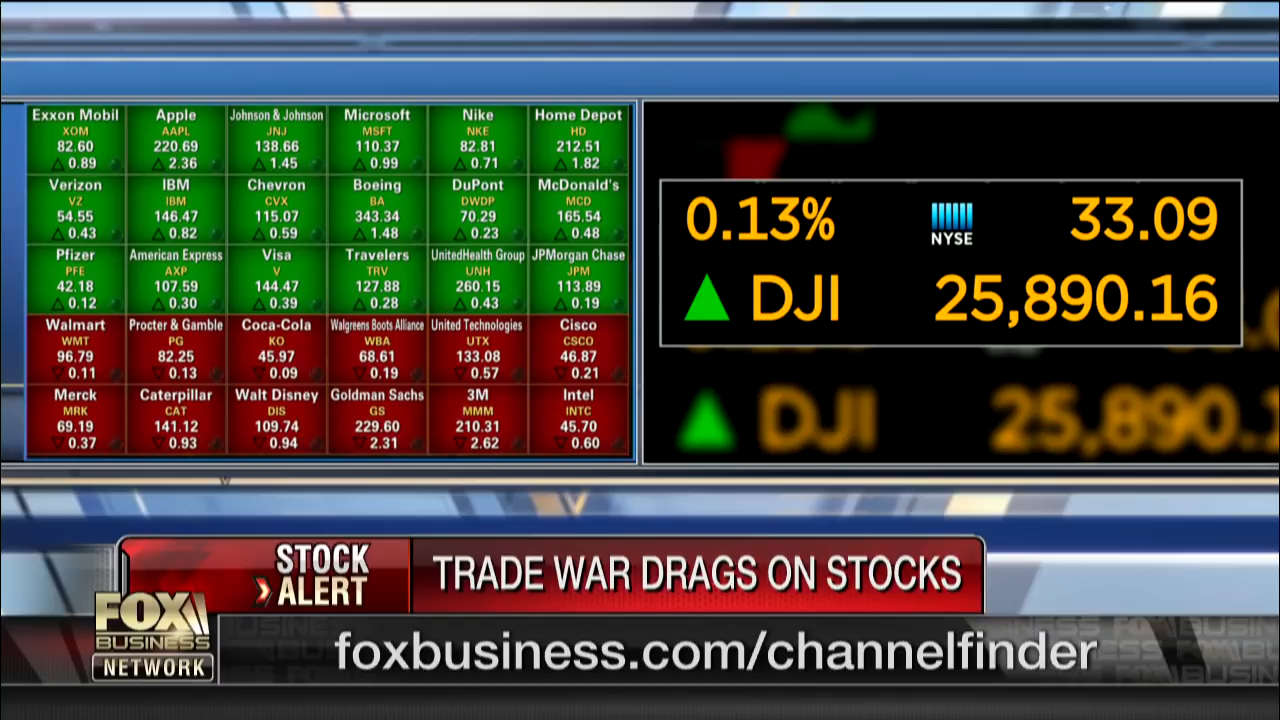 Exxon Mobil
XOM
82.60
△ 0.89
Apple
AAPL
220.69
△ 2.36
Johnson & Johnson
JNJ
138.66
△ 1.45
Microsoft
MSFT
110.37
△ 0.99
Nike
NKE
82.81
△ 0.71
Home Depot
HD
212.51
△ 1.82
Verizon
VZ
54.55
△ 0.43
IBM
IBM
146.47
△ 0.82
Chevron
CVX
115.07
△ 0.59
Boeing
BA
343.34
△ 1.48
DuPont
DWDP
70.29
△ 0.23
McDonald's
MCD
165.54
△ 0.48
Pfizer
PFE
42.18
△ 0.12
American Express
AXP
107.59
△ 0.30
Visa
V
144.47
△ 0.39
Travelers
TRV
127.88
△ 0.28
UnitedHealth Group
UNH
260.15
△ 0.43
JPMorgan Chase
JPM
113.89
△ 0.19
Walmart
WMT
96.79
▽ 0.11
Procter & Gamble
PG
82.25
▽ 0.13
Coca-Cola
KO
45.97
▽ 0.09
Walgreens Boots Alliance
WBA
68.61
▽ 0.19
United Technologies
UTX
133.08
▽ 0.57
Cisco
CSCO
46.87
▽ 0.21
Merck
MRK
69.19
▽ 0.37
Caterpillar
CAT
141.12
▽ 0.93
Walt Disney
DIS
109.74
▽ 0.94
Goldman Sachs
GS
229.60
▽ 2.31
3M
MMM
210.31
▽ 2.62
Intel
INTC
45.70
▽ 0.60
0.13% NYSE 33.09
▲ DJI 25,890.16
▲ DJI 25,890.1
STOCK
ALERT
TRADE WAR DRAGS ON STOCKS
FOX
BUSINESS
NETWORK
foxbusiness.com/channelfinder